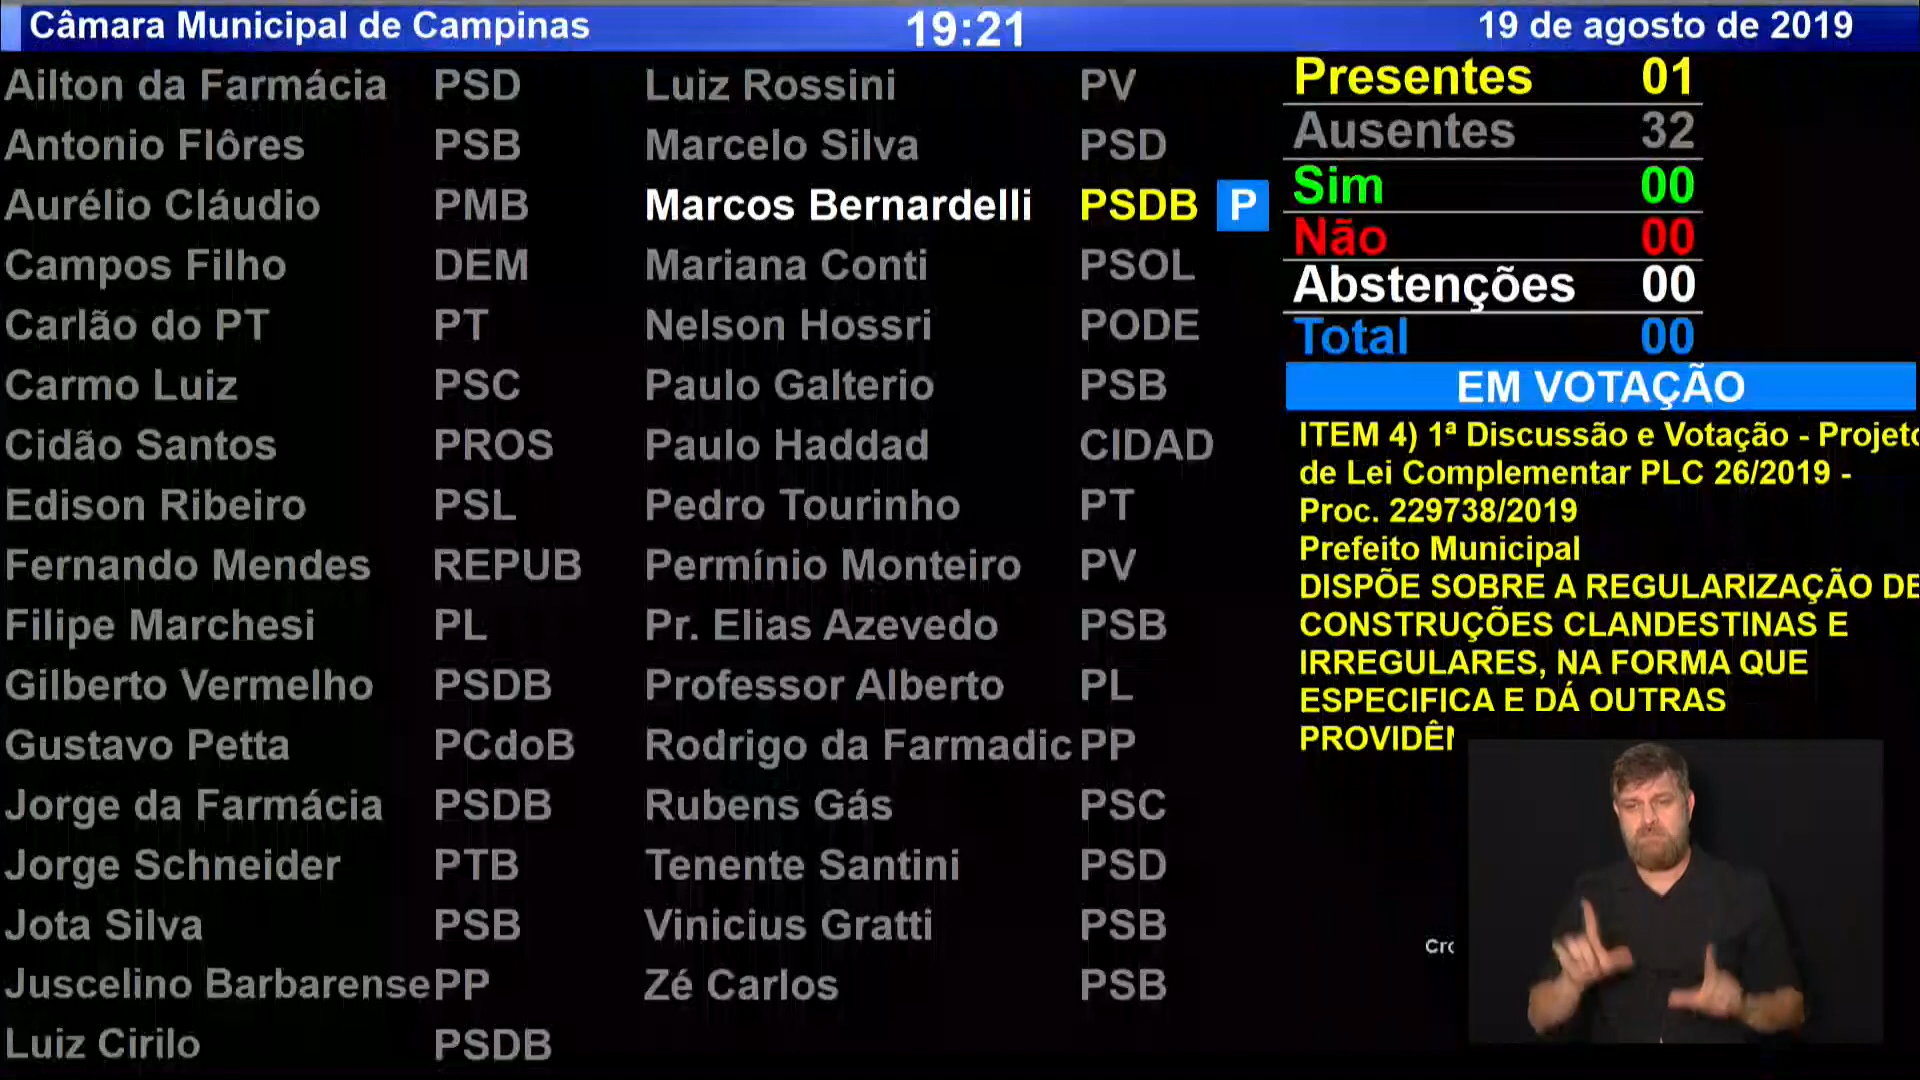 Câmara Municipal de Campinas 19:21 19 de agosto de 2019
Ailton da Farmácia PSD
Antonio Flôres PSB
Aurélio Cláudio PMB
Campos Filho DEM
Carlão do PT PT
Carmo Luiz PSC
Cidão Santos PROS
Edison Ribeiro PSL
Fernando Mendes REPUB
Filipe Marchesi PL
Gilberto Vermelho PSDB
Gustavo Petta PCdoB
Jorge da Farmácia PSDB
Jorge Schneider PTB
Jota Silva PSB
Juscelino Barbarense PP
Luiz Cirilo PSDB
Luiz Rossini PV
Marcelo Silva PSD
Marcos Bernardelli PSDB P
Mariana Conti PSOL
Nelson Hossri PODE
Paulo Galterio PSB
Paulo Haddad CIDAD
Pedro Tourinho PT
Permínio Monteiro PV
Pr. Elias Azevedo PSB
Professor Alberto PL
Rodrigo da Farmadic PP
Rubens Gás PSC
Tenente Santini PSD
Vinicius Gratti PSB
Zé Carlos PSB
Presentes 01
Ausentes 32
Sim 00
Não 00
Abstenções 00
Total 00
EM VOTAÇÃO
ITEM 4) 1ª Discussão e Votação - Projeto
de Lei Complementar PLC 26/2019 -
Proc. 229738/2019
Prefeito Municipal
DISPÕE SOBRE A REGULARIZAÇÃO DE
CONSTRUÇÕES CLANDESTINAS E
IRREGULARES, NA FORMA QUE
ESPECIFICA E DÁ OUTRAS